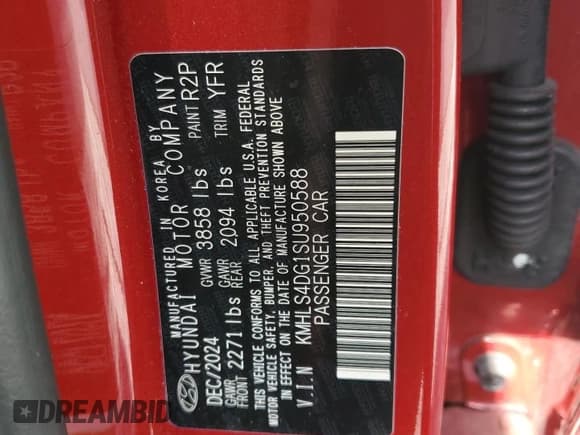 MANUFACTURED IN KOREA BY
HYUNDAI MOTOR COMPANY
DEC/2024 GVWR 3858 lbs PAINT R2P
GAWR FRONT 2271 lbs GAWR REAR 2094 lbs TRIM YFR
THIS VEHICLE CONFORMS TO ALL APPLICABLE U.S.A. FEDERAL
MOTOR VEHICLE SAFETY, BUMPER, AND THEFT PREVENTION STANDARDS
IN EFFECT ON THE DATE OF MANUFACTURE SHOWN ABOVE
V.I.N KMHLS4DG1SU950588
PASSENGER CAR
DREAMBID